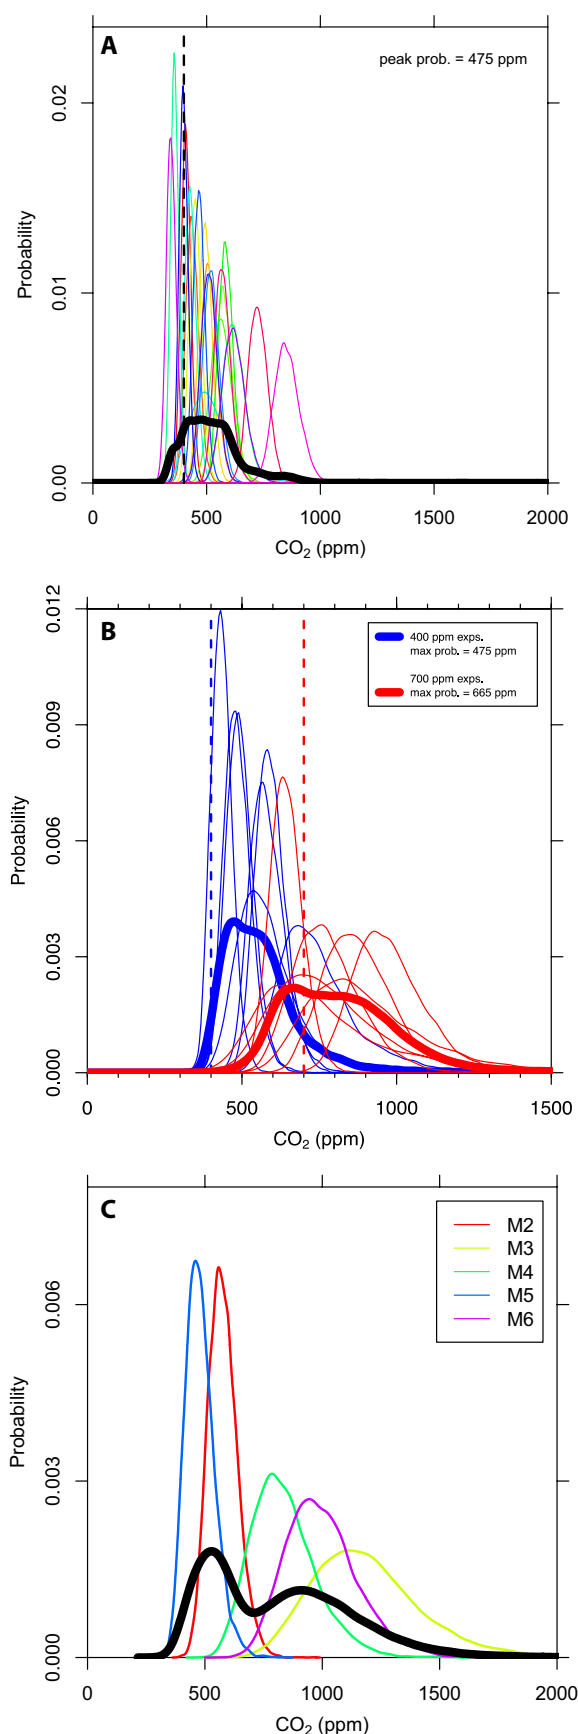 A
peak prob. = 475 ppm
Probability
0.02
0.01
0.00
0
500
1000
1500
2000
CO₂ (ppm)
B
400 ppm exps.
max prob. = 475 ppm
700 ppm exps.
max prob. = 665 ppm
Probability
0.012
0.009
0.006
0.003
0.000
0
500
1000
1500
CO₂ (ppm)
C
M2
M3
M4
M5
M6
Probability
0.006
0.003
0.000
0
500
1000
1500
2000
CO₂ (ppm)